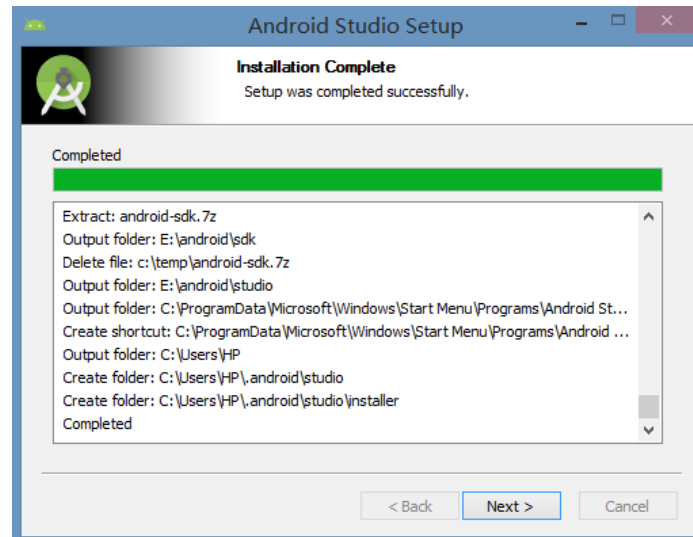 Android Studio Setup
Installation Complete
Setup was completed successfully.
Completed
Extract: android-sdk.7z
Output folder: E:\android\sdk
Delete file: c:\temp\android-sdk.7z
Output folder: E:\android\studio
Output folder: C:\ProgramData\Microsoft\Windows\Start Menu\Programs\Android St...
Create shortcut: C:\ProgramData\Microsoft\Windows\Start Menu\Programs\Android ...
Output folder: C:\Users\HP
Create folder: C:\Users\HP\.android\studio
Create folder: C:\Users\HP\.android\studio\installer
Completed
< Back Next > Cancel